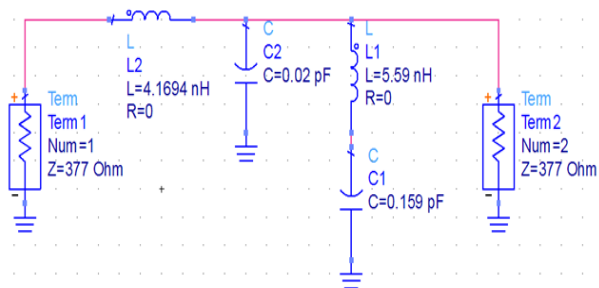 L
L2
L=4.1694 nH
R=0
C
C2
C=0.02 pF
L
L1
L=5.59 nH
R=0
C
C1
C=0.159 pF
+
Term
Term1
Num=1
Z=377 Ohm
-
+
Term
Term2
Num=2
Z=377 Ohm
-